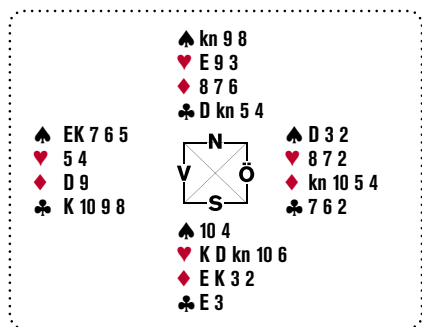 ♠ kn 9 8
♥ E 9 3
♦ 8 7 6
♣ D kn 5 4
♠ EK 7 6 5
♥ 5 4
♦ D 9
♣ K 10 9 8
N
V Ö
S
♠ D 3 2
♥ 8 7 2
♦ kn 10 5 4
♣ 7 6 2
♠ 10 4
♥ K D kn 10 6
♦ E K 3 2
♣ E 3